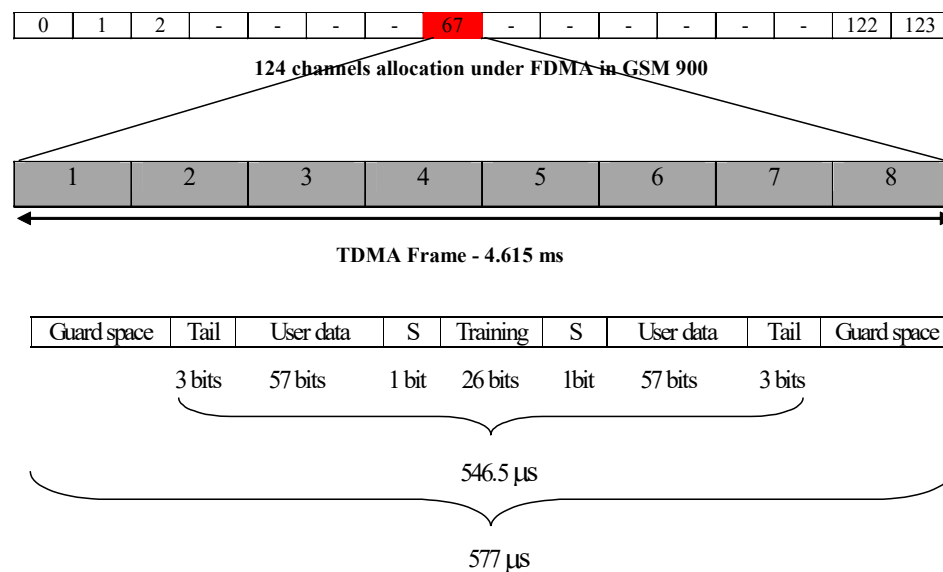 0 1 2 - - - - 67 - - - - - - 122 123
124 channels allocation under FDMA in GSM 900
1 2 3 4 5 6 7 8
TDMA Frame - 4.615 ms
Guard space Tail User data S Training S User data Tail Guard space
3 bits 57 bits 1 bit 26 bits 1bit 57 bits 3 bits
546.5 μs
577 μs